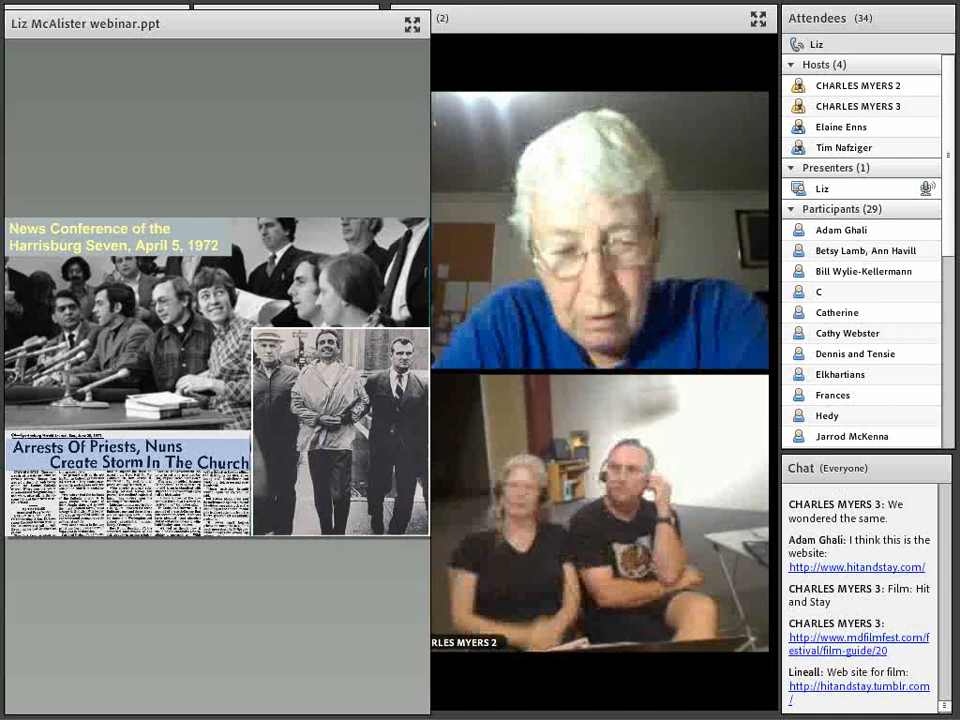 Liz McAlister webinar.ppt
News Conference of the
Harrisburg Seven, April 5, 1972
Arrests Of Priests, Nuns
Create Storm In The Church
(2)
RLES MYERS 2
Attendees (34)
Liz
Hosts (4)
CHARLES MYERS 2
CHARLES MYERS 3
Elaine Enns
Tim Nafziger
Presenters (1)
Liz
Participants (29)
Adam Ghali
Betsy Lamb, Ann Havill
Bill Wylie-Kellermann
C
Catherine
Cathy Webster
Dennis and Tensie
Elkhartians
Frances
Hedy
Jarrod McKenna
Chat (Everyone)
CHARLES MYERS 3: We
wondered the same.
Adam Ghali: I think this is the
website:
http://www.hitandstay.com/
CHARLES MYERS 3: Film: Hit
and Stay
CHARLES MYERS 3:
http://www.mdfilmfest.com/f
estival/film-guide/20
Lineall: Web site for film:
http://hitandstay.tumblr.com
/